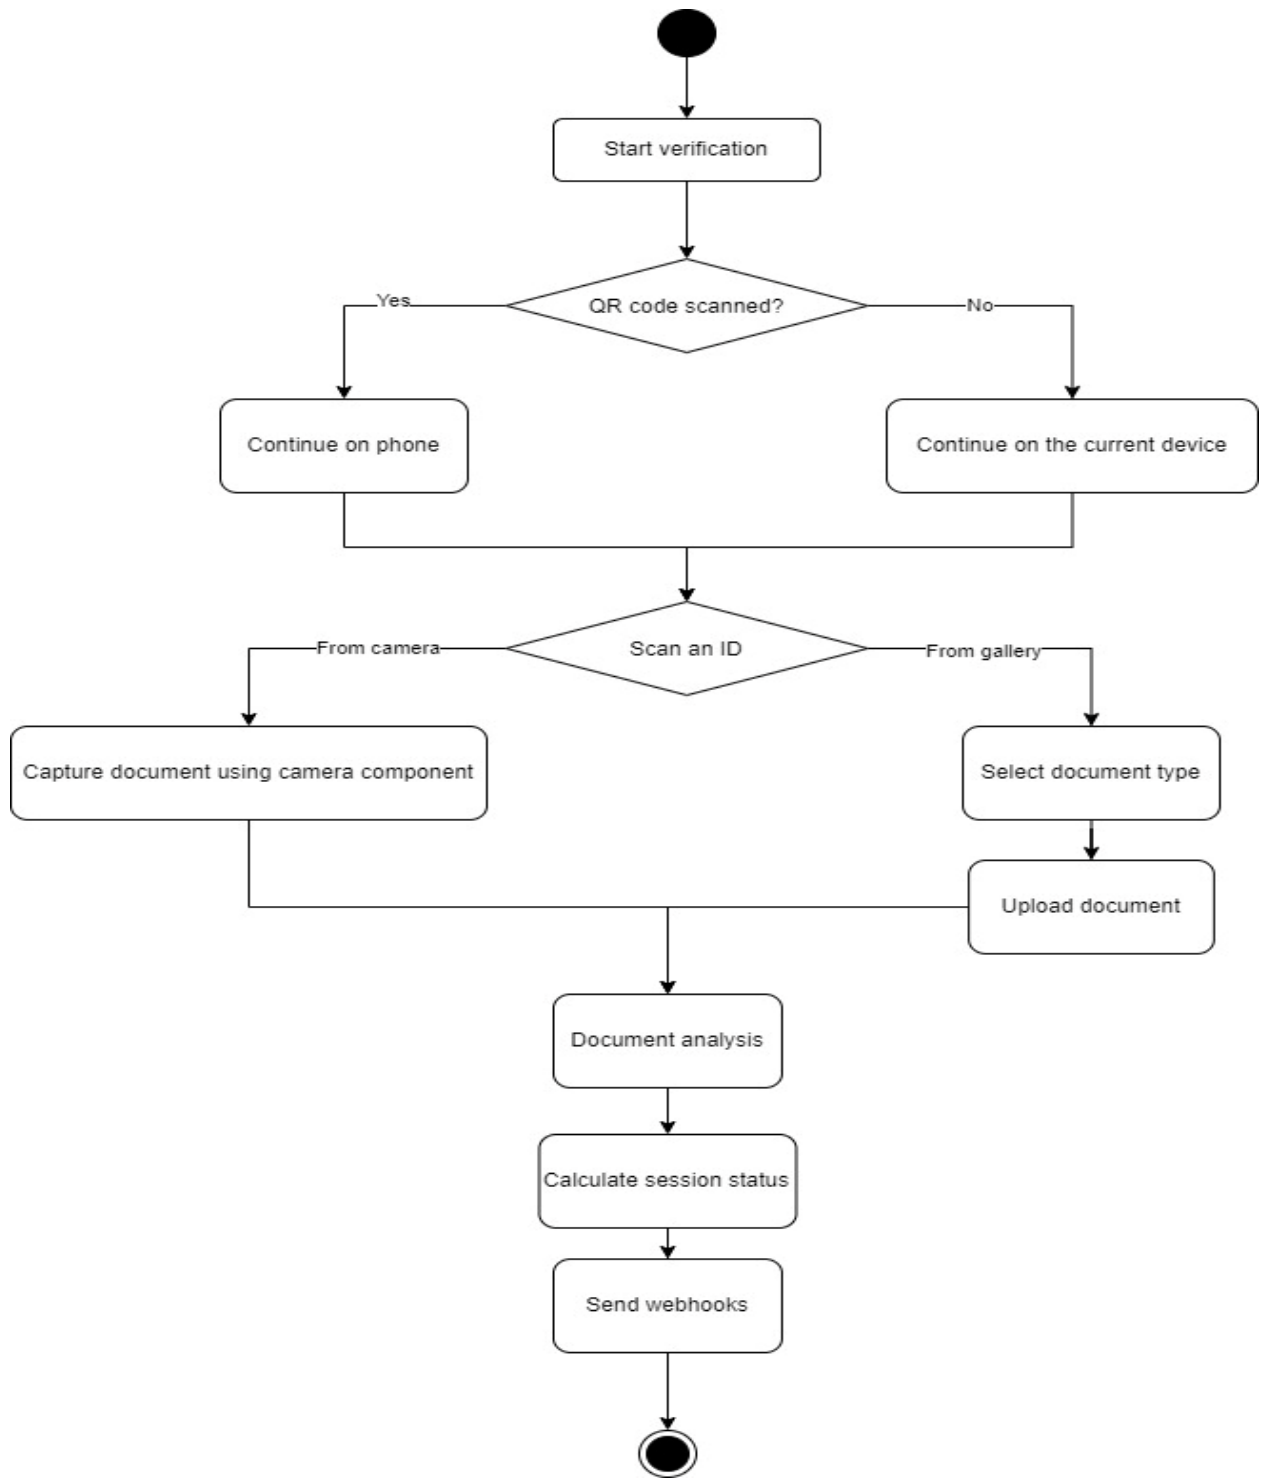 Start verification
QR code scanned?
Yes
No
Continue on phone
Continue on the current device
Scan an ID
From camera
From gallery
Capture document using camera component
Select document type
Upload document
Document analysis
Calculate session status
Send webhooks